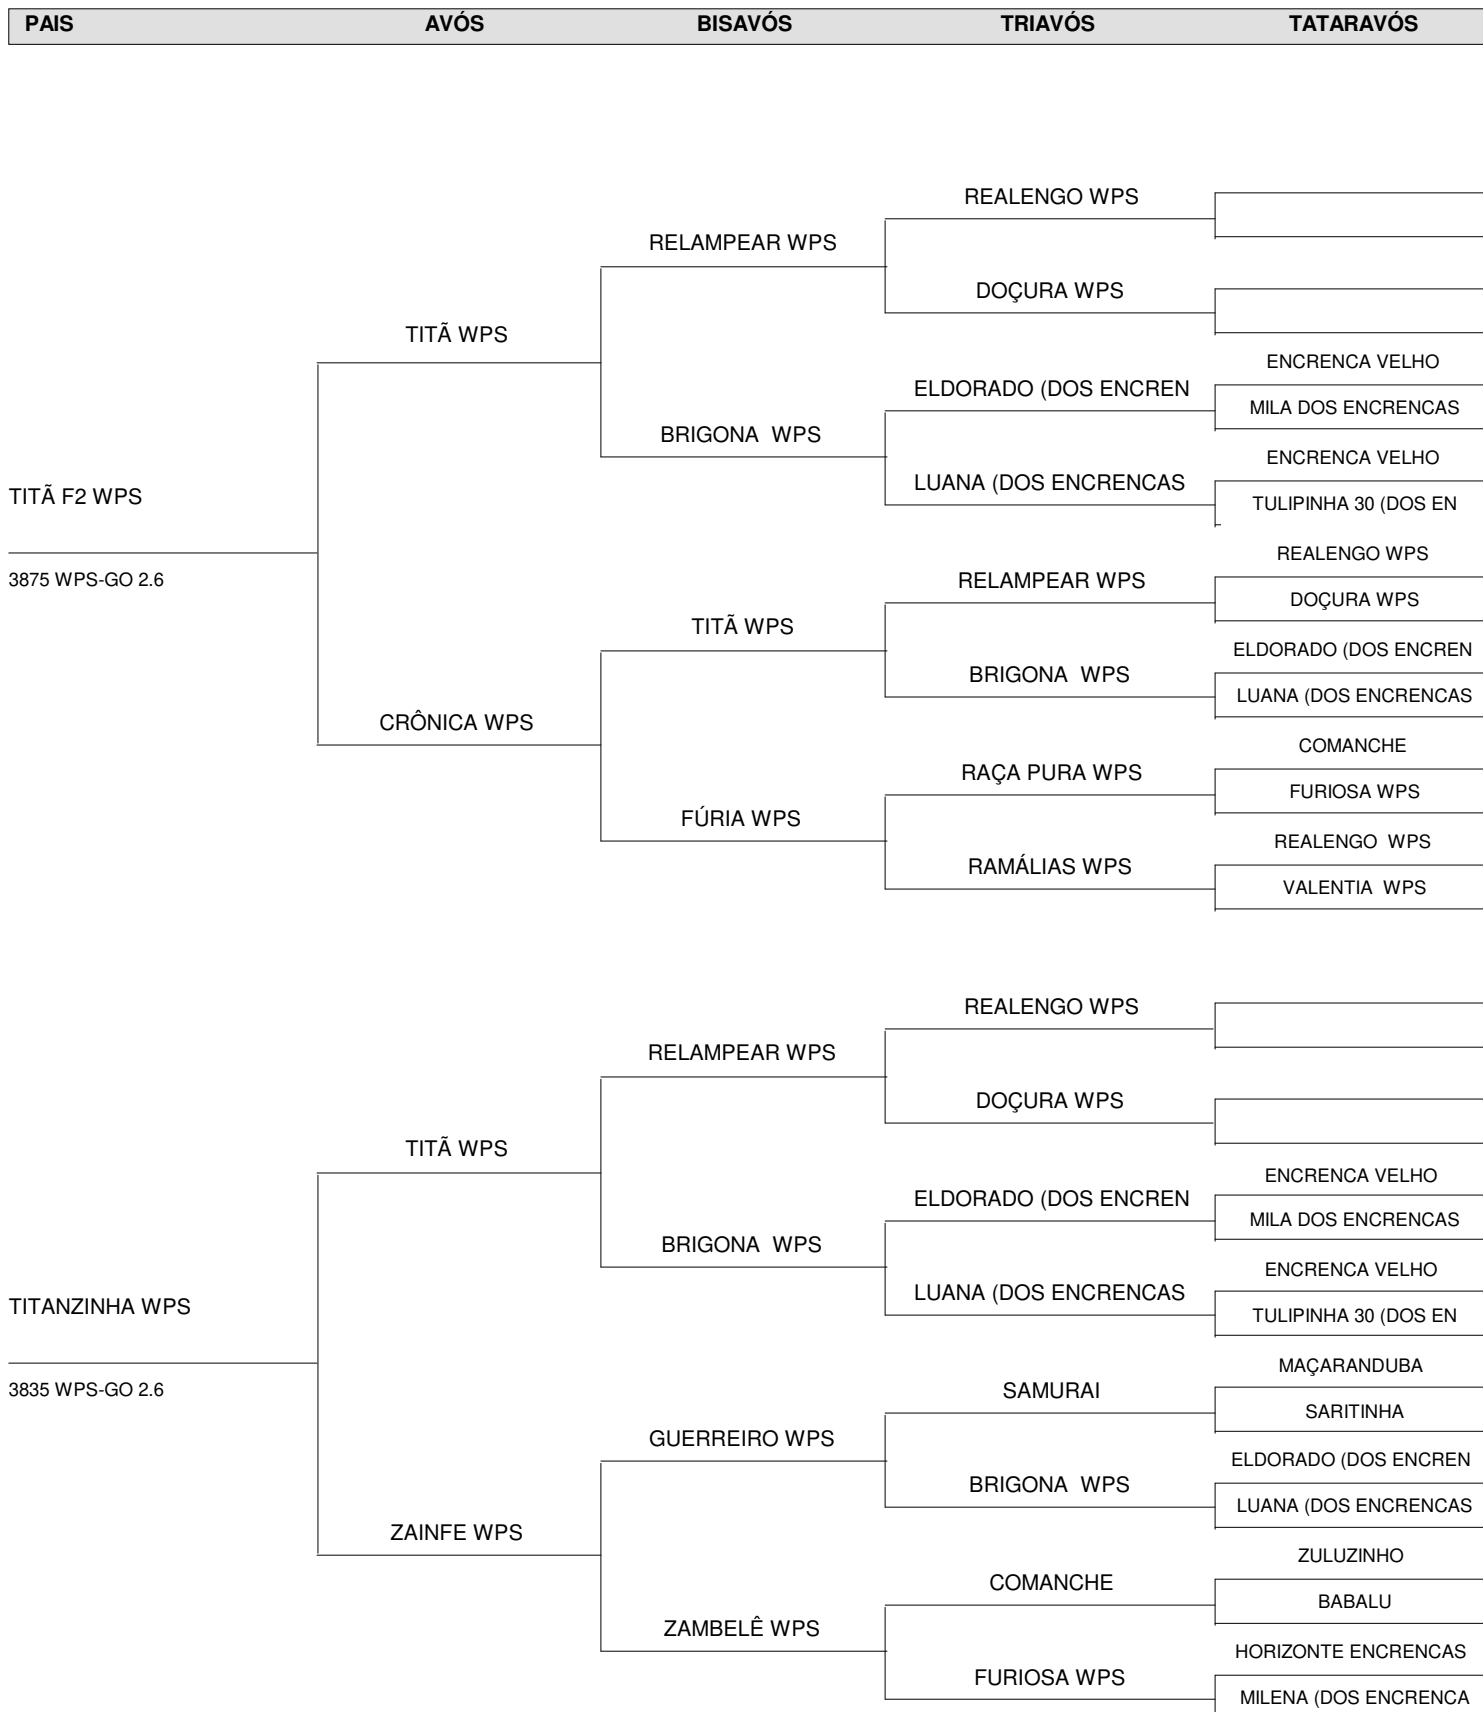 PAIS AVÓS BISAVÓS TRIAVÓS TATARAVÓS
REALENGO WPS
RELAMPEAR WPS
DOÇURA WPS
TITÃ WPS
ENCRENCA VELHO
ELDORADO (DOS ENCREN
MILA DOS ENCRENCAS
BRIGONA  WPS
ENCRENCA VELHO
LUANA (DOS ENCRENCAS
TULIPINHA 30 (DOS EN
TITÃ F2 WPS
REALENGO WPS
3875 WPS-GO 2.6
RELAMPEAR WPS
DOÇURA WPS
TITÃ WPS
ELDORADO (DOS ENCREN
BRIGONA  WPS
LUANA (DOS ENCRENCAS
CRÔNICA WPS
COMANCHE
RAÇA PURA WPS
FURIOSA WPS
FÚRIA WPS
REALENGO  WPS
RAMÁLIAS WPS
VALENTIA  WPS
REALENGO WPS
RELAMPEAR WPS
DOÇURA WPS
TITÃ WPS
ENCRENCA VELHO
ELDORADO (DOS ENCREN
MILA DOS ENCRENCAS
BRIGONA  WPS
ENCRENCA VELHO
LUANA (DOS ENCRENCAS
TULIPINHA 30 (DOS EN
TITANZINHA WPS
MAÇARANDUBA
3835 WPS-GO 2.6
SAMURAI
SARITINHA
GUERREIRO WPS
ELDORADO (DOS ENCREN
BRIGONA  WPS
LUANA (DOS ENCRENCAS
ZAINFE WPS
ZULUZINHO
COMANCHE
BABALU
ZAMBELÊ WPS
HORIZONTE ENCRENCAS
FURIOSA WPS
MILENA (DOS ENCRENCA